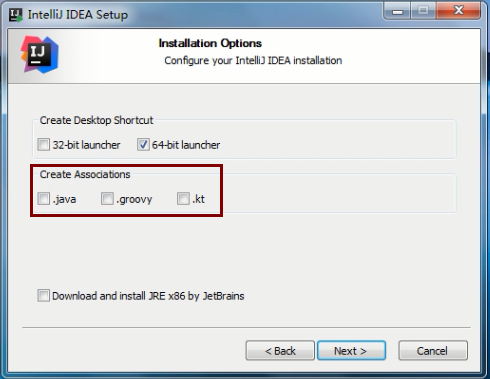 IntelliJ IDEA Setup
IJ
Installation Options
Configure your IntelliJ IDEA installation
Create Desktop Shortcut
32-bit launcher 64-bit launcher
Create Associations
.java .groovy .kt
Download and install JRE x86 by JetBrains
< Back Next > Cancel